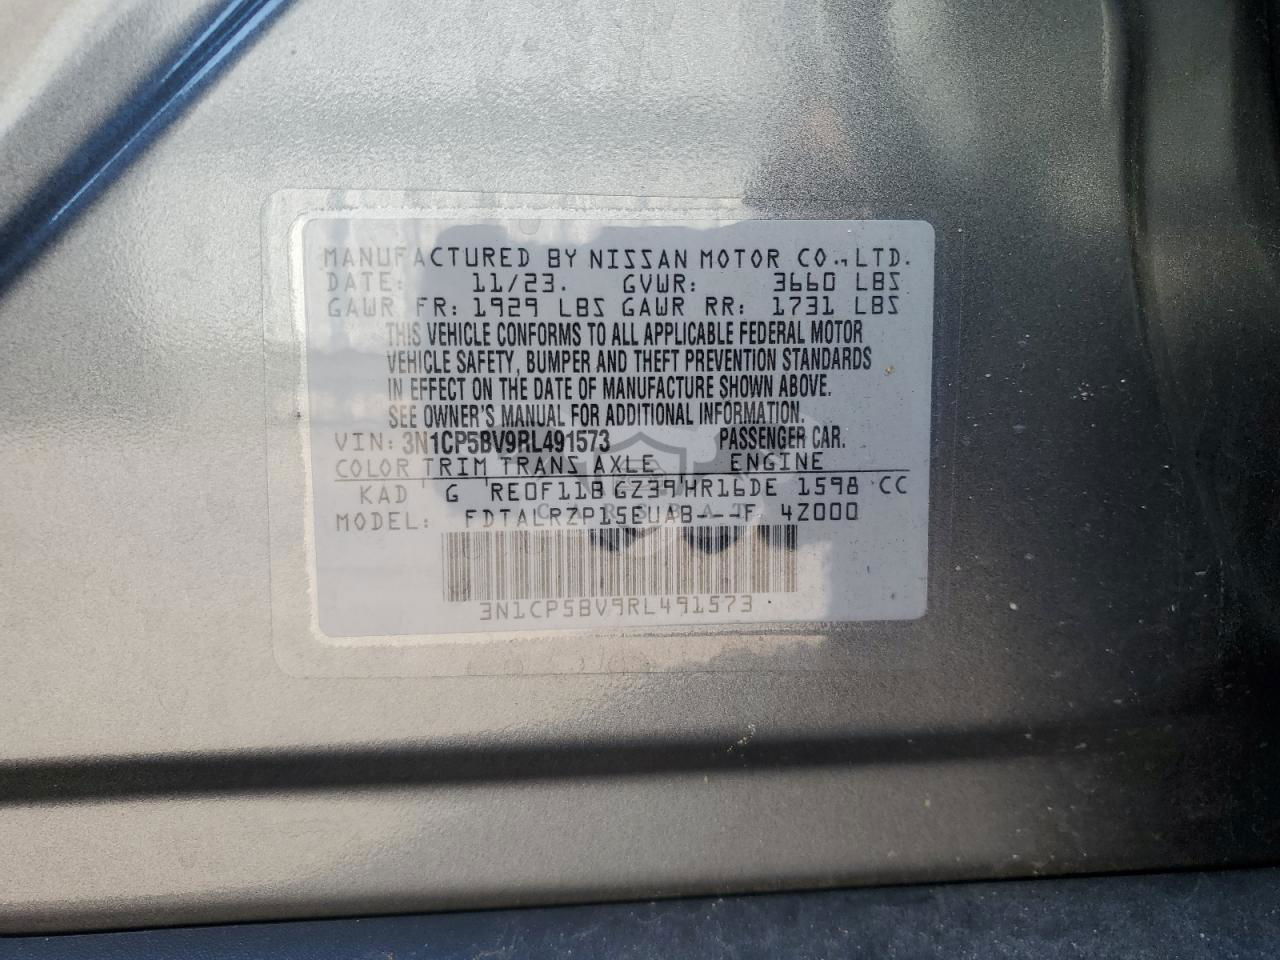 MANUFACTURED BY NISSAN MOTOR CO., LTD.
DATE: 11/23. GVWR: 3660 LBS
GAWR FR: 1929 LBS GAWR RR: 1731 LBS
THIS VEHICLE CONFORMS TO ALL APPLICABLE FEDERAL MOTOR
VEHICLE SAFETY, BUMPER AND THEFT PREVENTION STANDARDS
IN EFFECT ON THE DATE OF MANUFACTURE SHOWN ABOVE.
SEE OWNER'S MANUAL FOR ADDITIONAL INFORMATION.
VIN: 3N1CP5BV9RL491573 PASSENGER CAR.
COLOR TRIM TRANS AXLE ENGINE
KAD G RE0F11B GZ39 HR16DE 1598 CC
CARSBAT
MODEL: FDTALRZP15EUAB---F 4Z000
3N1CP5BV9RL491573